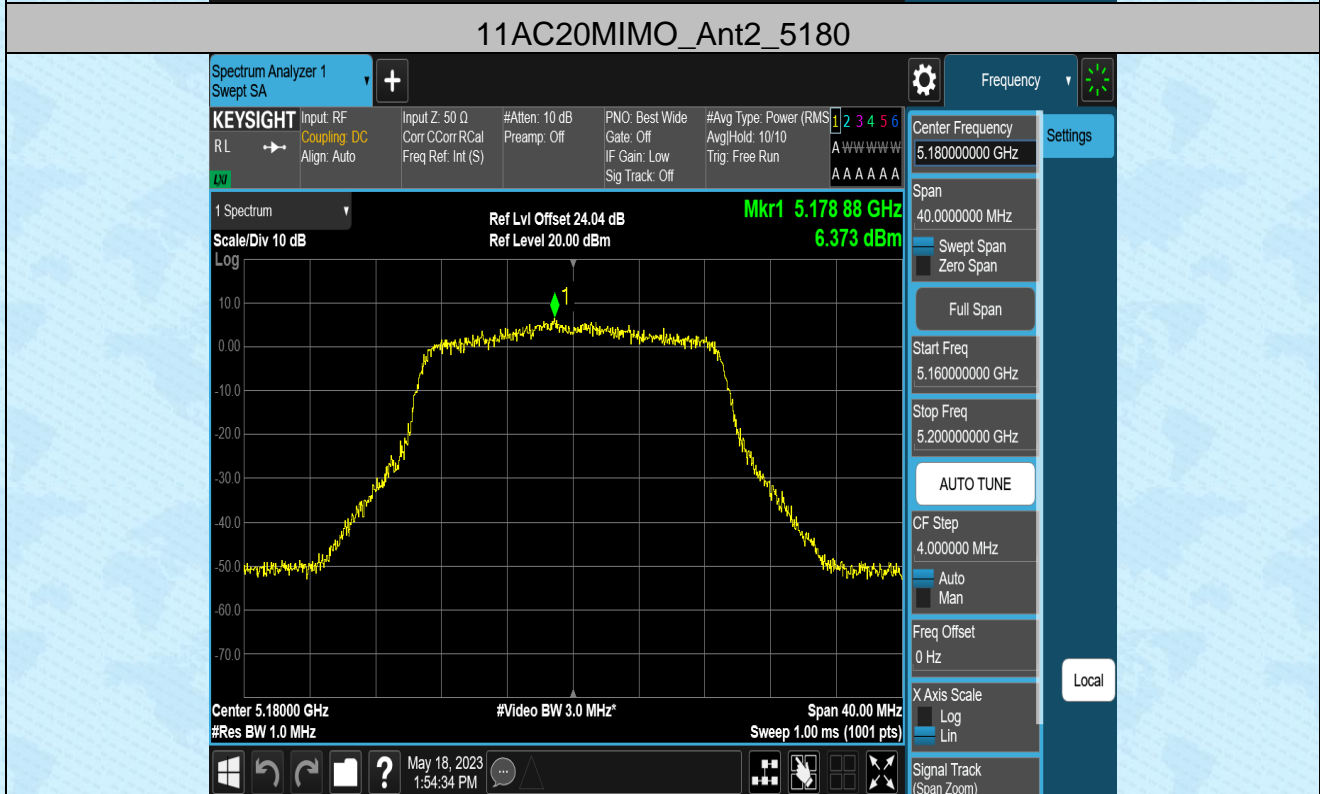 11AC20MIMO_Ant2_5180
Spectrum Analyzer 1
Swept SA
Frequency
KEYSIGHT
RL
LXI
Input: RF
Coupling: DC
Align: Auto
Input Z: 50 Ω
Corr CCorr RCal
Freq Ref: Int (S)
#Atten: 10 dB
Preamp: Off
PNO: Best Wide
Gate: Off
IF Gain: Low
Sig Track: Off
#Avg Type: Power (RMS
Avg|Hold: 10/10
Trig: Free Run
1 2 3 4 5 6
A W W W W W
A A A A A A
1 Spectrum
Scale/Div 10 dB
Log
Ref Lvl Offset 24.04 dB
Ref Level 20.00 dBm
Mkr1 5.178 88 GHz
6.373 dBm
1
10.0
0.00
-10.0
-20.0
-30.0
-40.0
-50.0
-60.0
-70.0
Center 5.18000 GHz
#Res BW 1.0 MHz
#Video BW 3.0 MHz*
Span 40.00 MHz
Sweep 1.00 ms (1001 pts)
Center Frequency
5.180000000 GHz
Settings
Span
40.0000000 MHz
Swept Span
Zero Span
Full Span
Start Freq
5.160000000 GHz
Stop Freq
5.200000000 GHz
AUTO TUNE
CF Step
4.000000 MHz
Auto
Man
Freq Offset
0 Hz
X Axis Scale
Log
Lin
Local
Signal Track
(Span Zoom)
?
May 18, 2023
1:54:34 PM